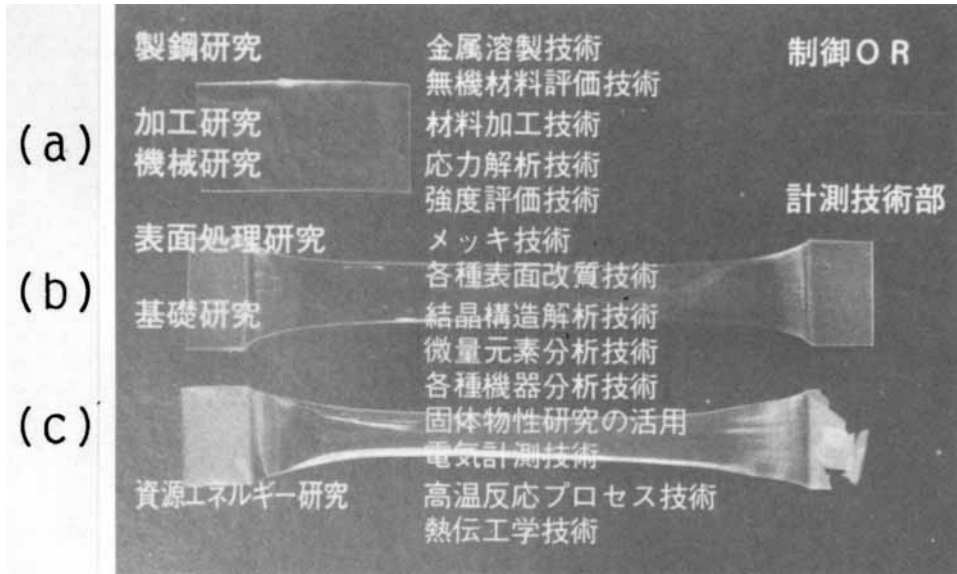 製鋼研究 金属溶製技術 制御OR
無機材料評価技術
(a)
加工研究 材料加工技術
機械研究 応力解析技術
強度評価技術 計測技術部
表面処理研究 メッキ技術
各種表面改質技術
(b)
基礎研究 結晶構造解析技術
微量元素分析技術
各種機器分析技術
(c)
固体物性研究の活用
電気計測技術
資源エネルギー研究 高温反応プロセス技術
熱伝工学技術